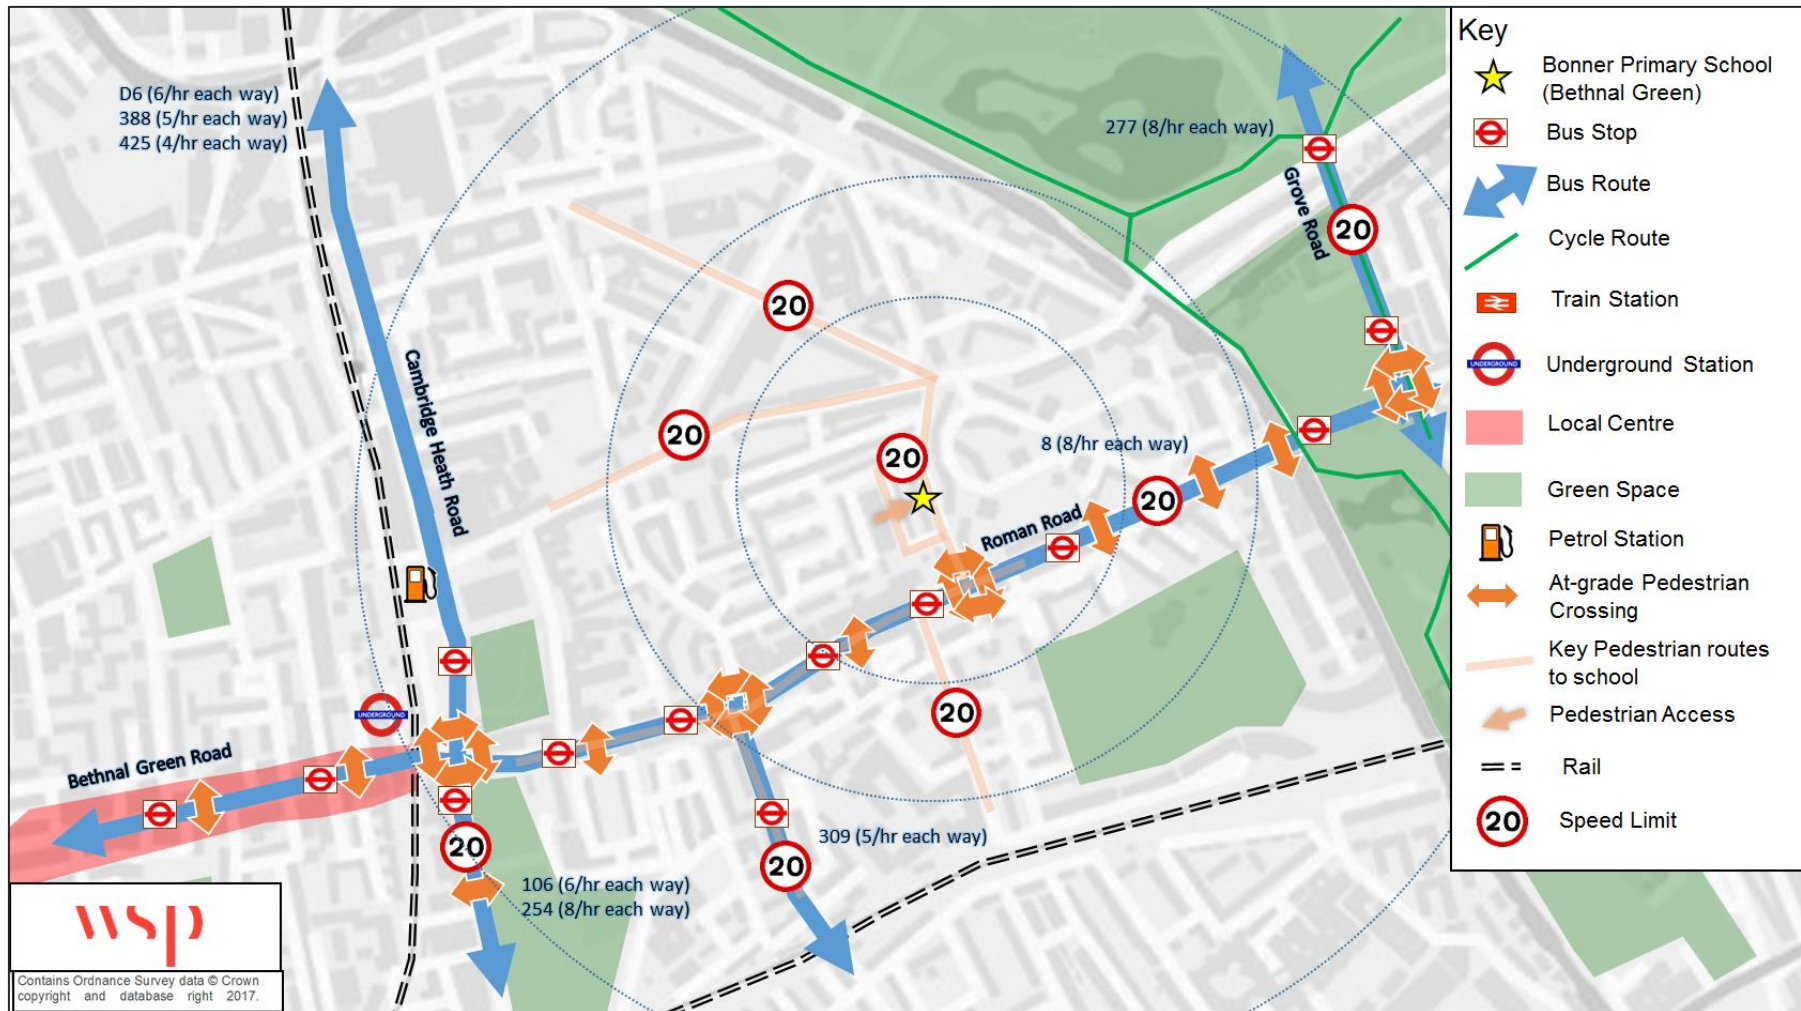 D6 (6/hr each way)
388 (5/hr each way)
425 (4/hr each way)
277 (8/hr each way)
Grove Road
20
20
Cambridge Heath Road
20
20
8 (8/hr each way)
20
Roman Road
20
UNDERGROUND
Bethnal Green Road
20
309 (5/hr each way)
20
106 (6/hr each way)
254 (8/hr each way)
wsp
Contains Ordnance Survey data © Crown
copyright and database right 2017.
Key
Bonner Primary School
(Bethnal Green)
Bus Stop
Bus Route
Cycle Route
Train Station
UNDERGROUND
Underground Station
Local Centre
Green Space
Petrol Station
At-grade Pedestrian
Crossing
Key Pedestrian routes
to school
Pedestrian Access
Rail
20
Speed Limit